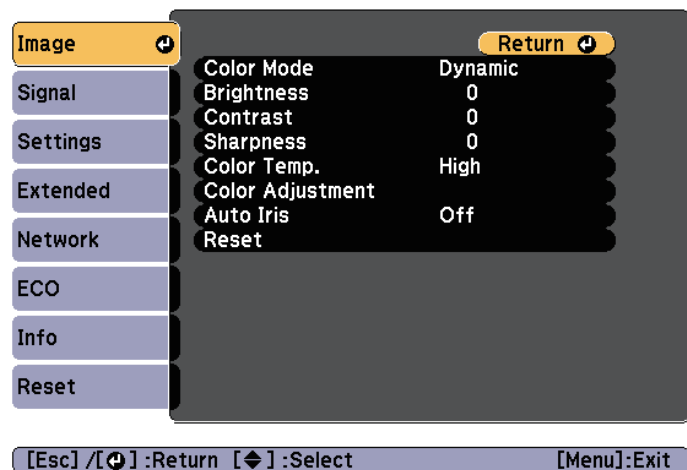 Image
Signal
Settings
Extended
Network
ECO
Info
Reset
Return
Color Mode Dynamic
Brightness 0
Contrast 0
Sharpness 0
Color Temp. High
Color Adjustment
Auto Iris Off
Reset
[Esc] /[⏎] :Return [◆] :Select [Menu]:Exit